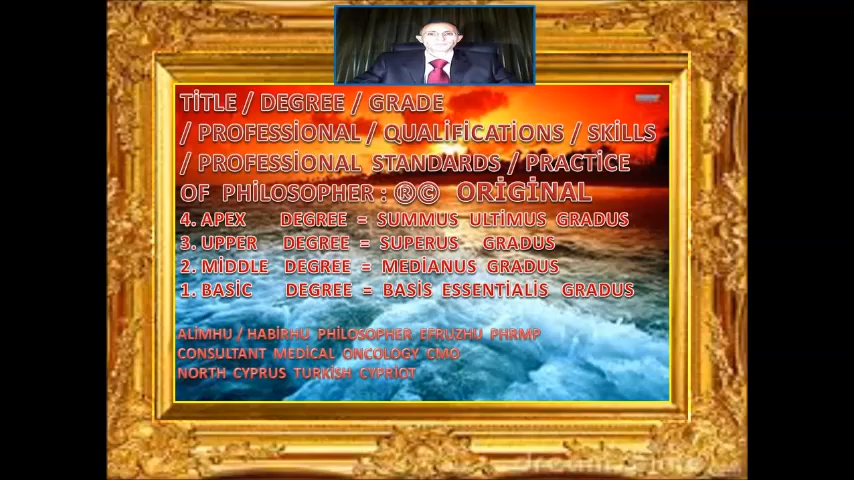 TİTLE / DEGREE / GRADE
/ PROFESSİONAL / QUALİFİCATİONS / SKİLLS
/ PROFESSİONAL STANDARDS / PRACTİCE
OF PHİLOSOPHER : ®© ORİGİNAL
4. APEX DEGREE = SUMMUS ULTİMUS GRADUS
3. UPPER DEGREE = SUPERUS GRADUS
2. MİDDLE DEGREE = MEDİANUS GRADUS
1. BASİC DEGREE = BASİS ESSENTİALİS GRADUS
ALİMHU / HABİRHU PHİLOSOPHER EFRUZHU PHRMP
CONSULTANT MEDİCAL ONCOLOGY CMO
NORTH CYPRUS TURKİSH CYPRİOT